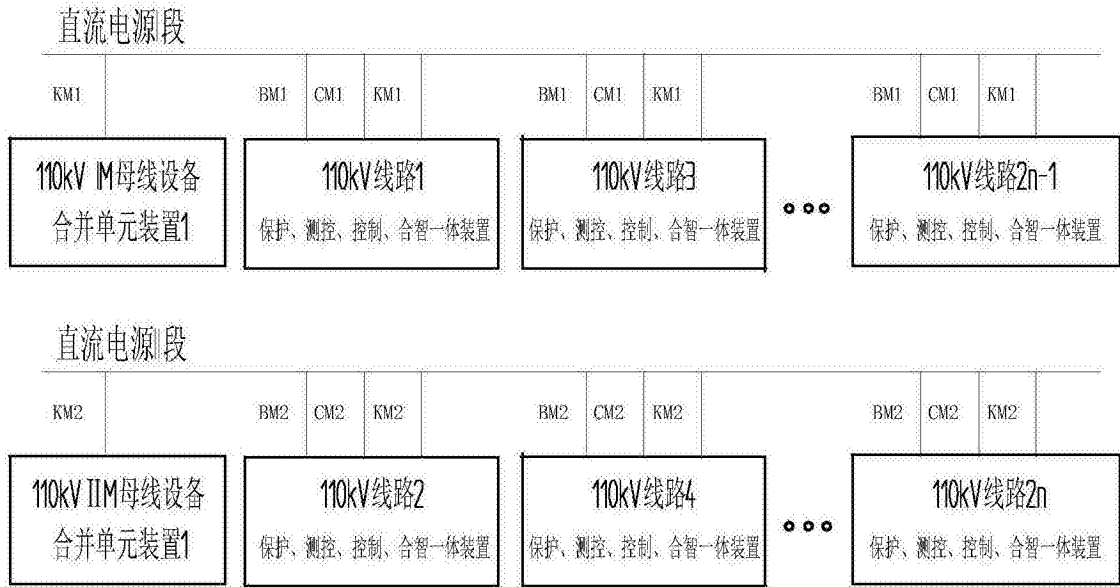 直流电源I段
KM1 BM1 CM1 KM1 BM1 CM1 KM1 BM1 CM1 KM1
110kV IM母线设备
合并单元装置1
110kV线路1
保护、测控、控制、合智一体装置
110kV线路3
保护、测控、控制、合智一体装置
110kV线路2n-1
保护、测控、控制、合智一体装置
直流电源II段
KM2 BM2 CM2 KM2 BM2 CM2 KM2 BM2 CM2 KM2
110kV IIM母线设备
合并单元装置1
110kV线路2
保护、测控、控制、合智一体装置
110kV线路4
保护、测控、控制、合智一体装置
110kV线路2n
保护、测控、控制、合智一体装置